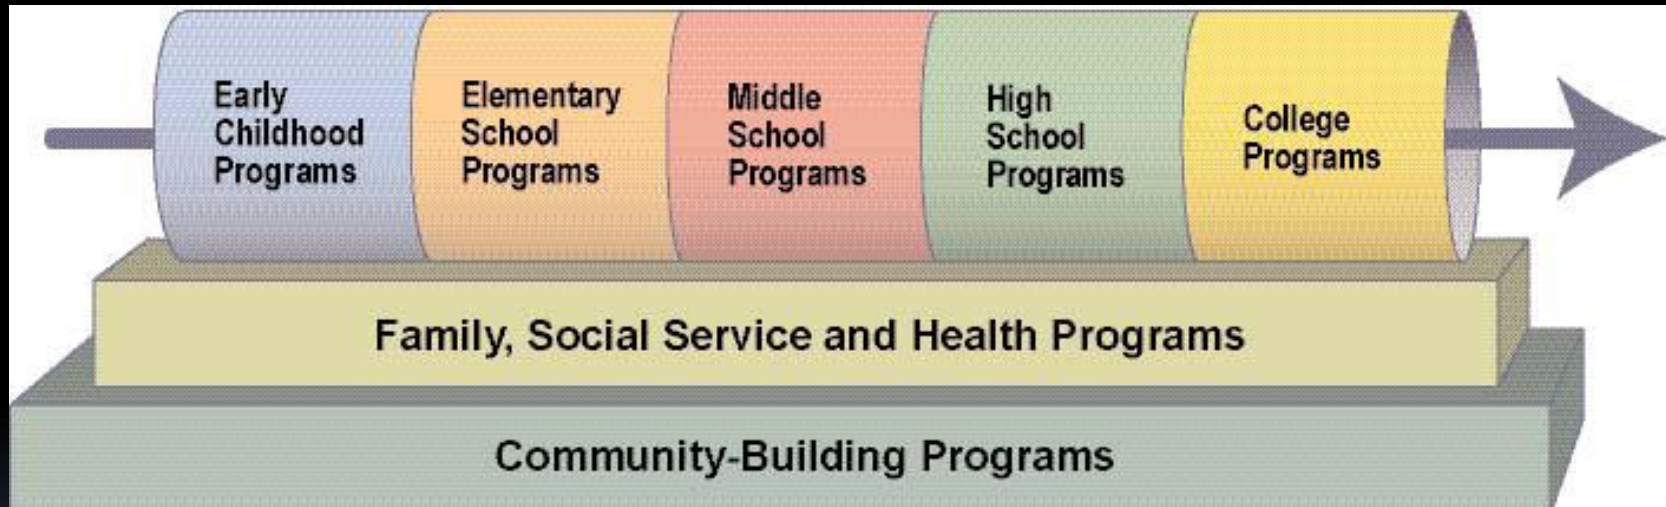 Early
Childhood
Programs
Elementary
School
Programs
Middle
School
Programs
High
School
Programs
College
Programs
Family, Social Service and Health Programs
Community-Building Programs